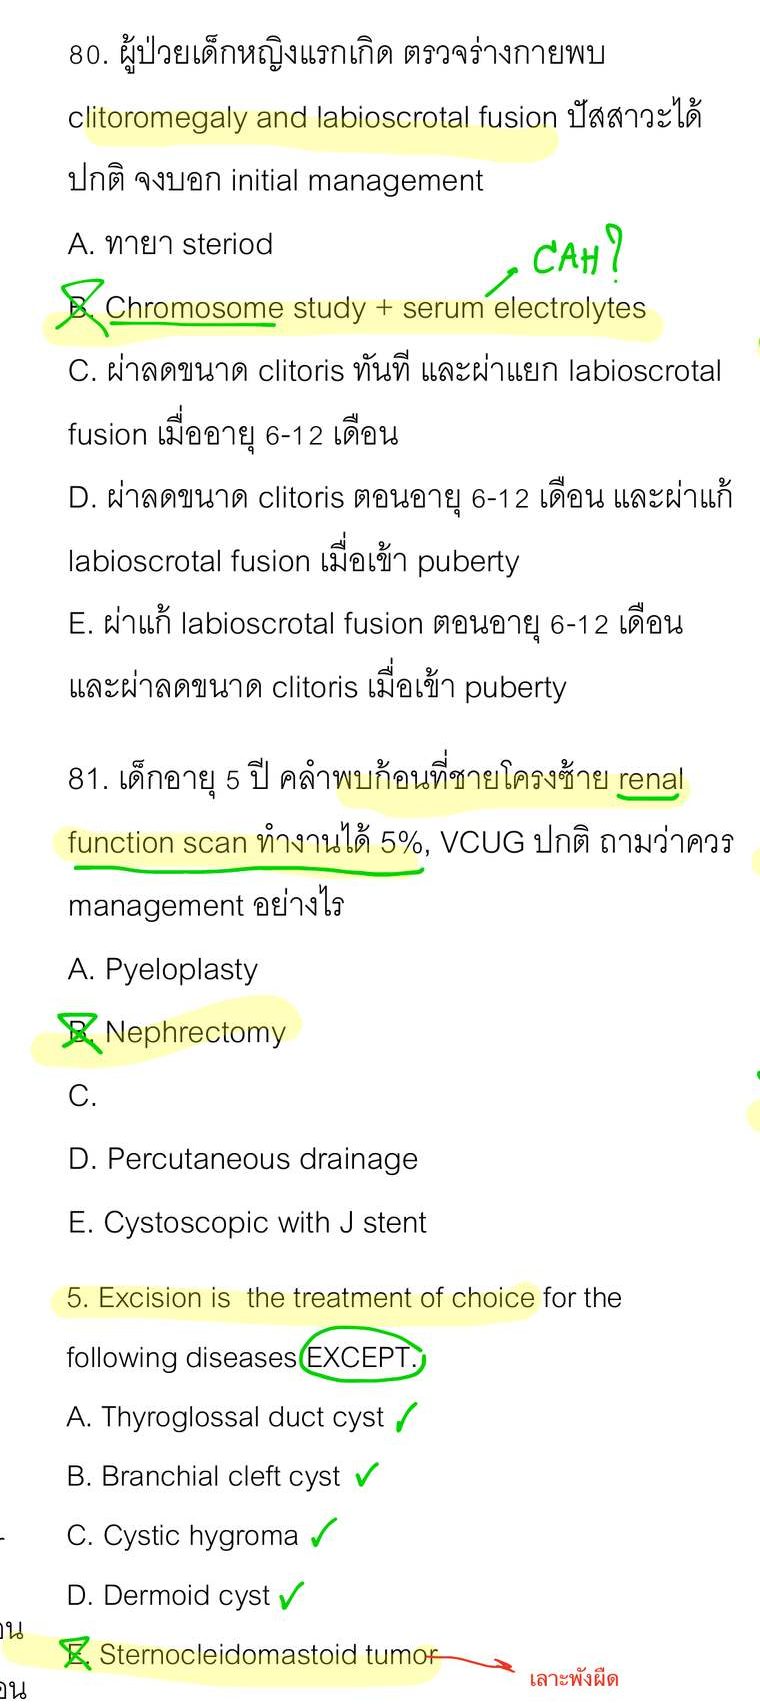 80. ผู้ป่วยเด็กหญิงแรกเกิด ตรวจร่างกายพบ
clitoromegaly and labioscrotal fusion ปัสสาวะได้
ปกติ จงบอก initial management
A. ทายา steriod
CAH?
B. Chromosome study + serum electrolytes
C. ผ่าลดขนาด clitoris ทันที และผ่าแยก labioscrotal
fusion เมื่ออายุ 6-12 เดือน
D. ผ่าลดขนาด clitoris ตอนอายุ 6-12 เดือน และผ่าแก้
labioscrotal fusion เมื่อเข้า puberty
E. ผ่าแก้ labioscrotal fusion ตอนอายุ 6-12 เดือน
และผ่าลดขนาด clitoris เมื่อเข้า puberty
81. เด็กอายุ 5 ปี คลำพบก้อนที่ชายโครงซ้าย renal
function scan ทำงานได้ 5%, VCUG ปกติ ถามว่าควร
management อย่างไร
A. Pyeloplasty
B. Nephrectomy
C.
D. Percutaneous drainage
E. Cystoscopic with J stent
5. Excision is the treatment of choice for the
following diseases EXCEPT.
A. Thyroglossal duct cyst
B. Branchial cleft cyst
C. Cystic hygroma
D. Dermoid cyst
E. Sternocleidomastoid tumor
เลาะพังผืด